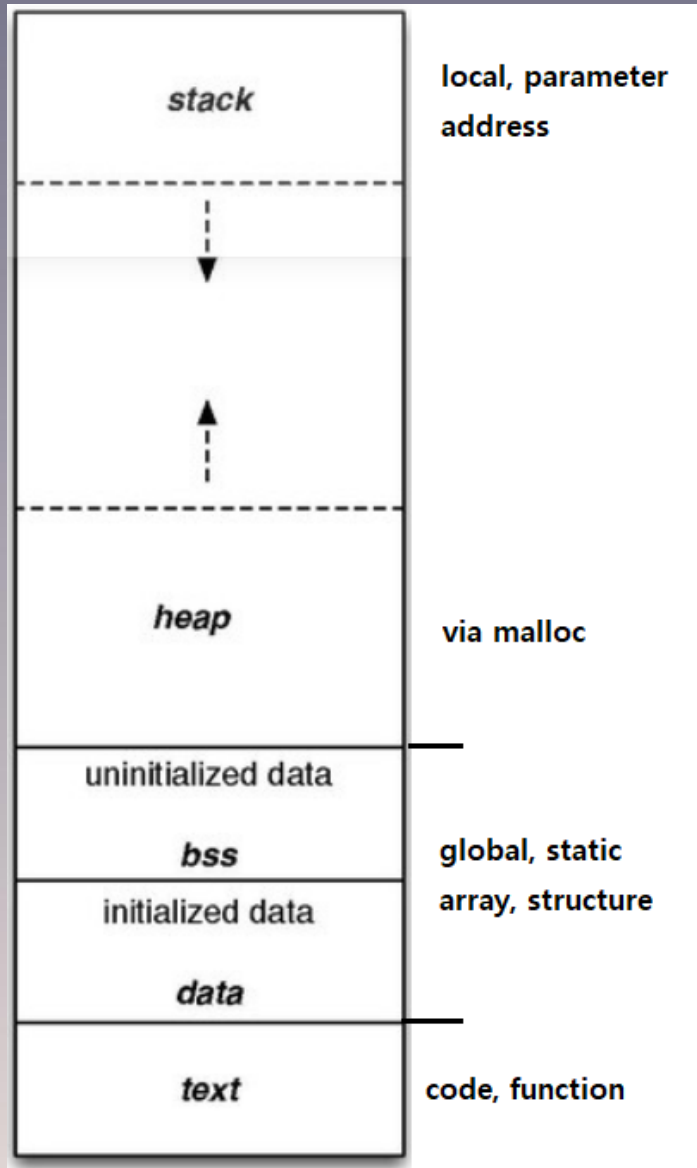 stack
local, parameter
address
heap
via malloc
uninitialized data
bss
global, static
array, structure
initialized data
data
text
code, function